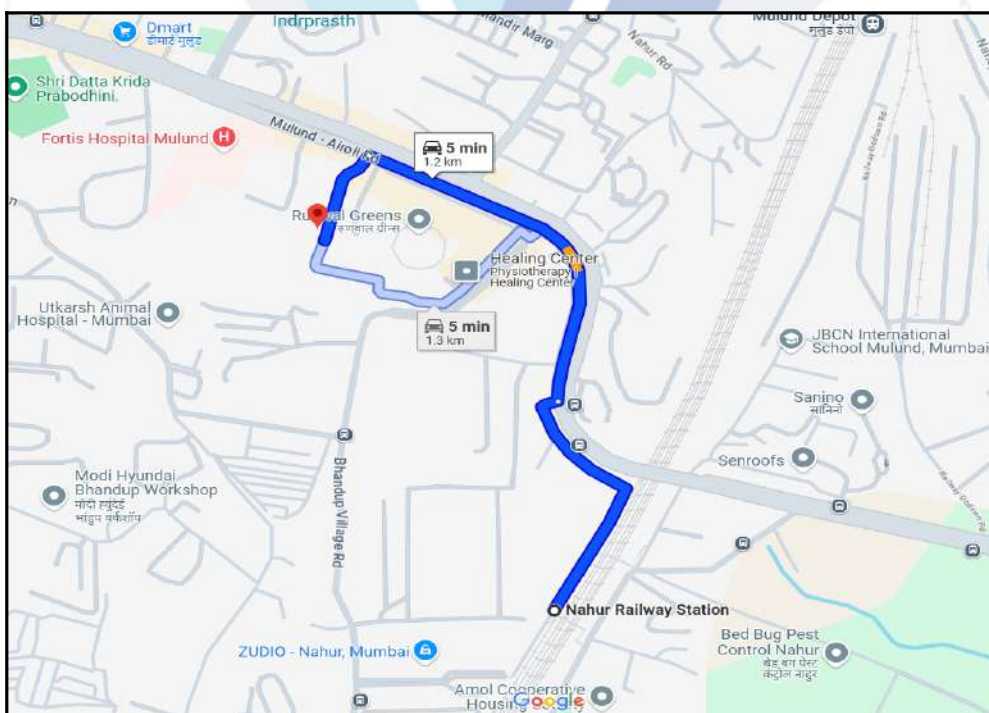 Indrprasth
Dmart
डीमार्ट मुलुंड
Mandir Marg
Nahur Rd
Mulund Depot
मुलुंड डेपो
Shri Datta Krida
Prabodhini.
Fortis Hospital Mulund
H
Mulund - Airoli Rd
5 min
1.2 km
Greens
रुणवाल ग्रीन्स
Healing Center
Physiotherapy
Healing Center
Utkarsh Animal
Hospital - Mumbai
5 min
1.3 km
JBCN International
School Mulund, Mumbai
Sanino
सानिनो
Senroofs
Modi Hyundai
Bhandup Workshop
मोदी ह्युंदाई
भांडुप वर्कशॉप
Bhandup Village Rd
Nahur Railway Station
ZUDIO - Nahur, Mumbai
Bed Bug Pest
Control Nahur
बेड बग पेस्ट
कंट्रोल नाहुर
Amol Cooperative
Housing
Google